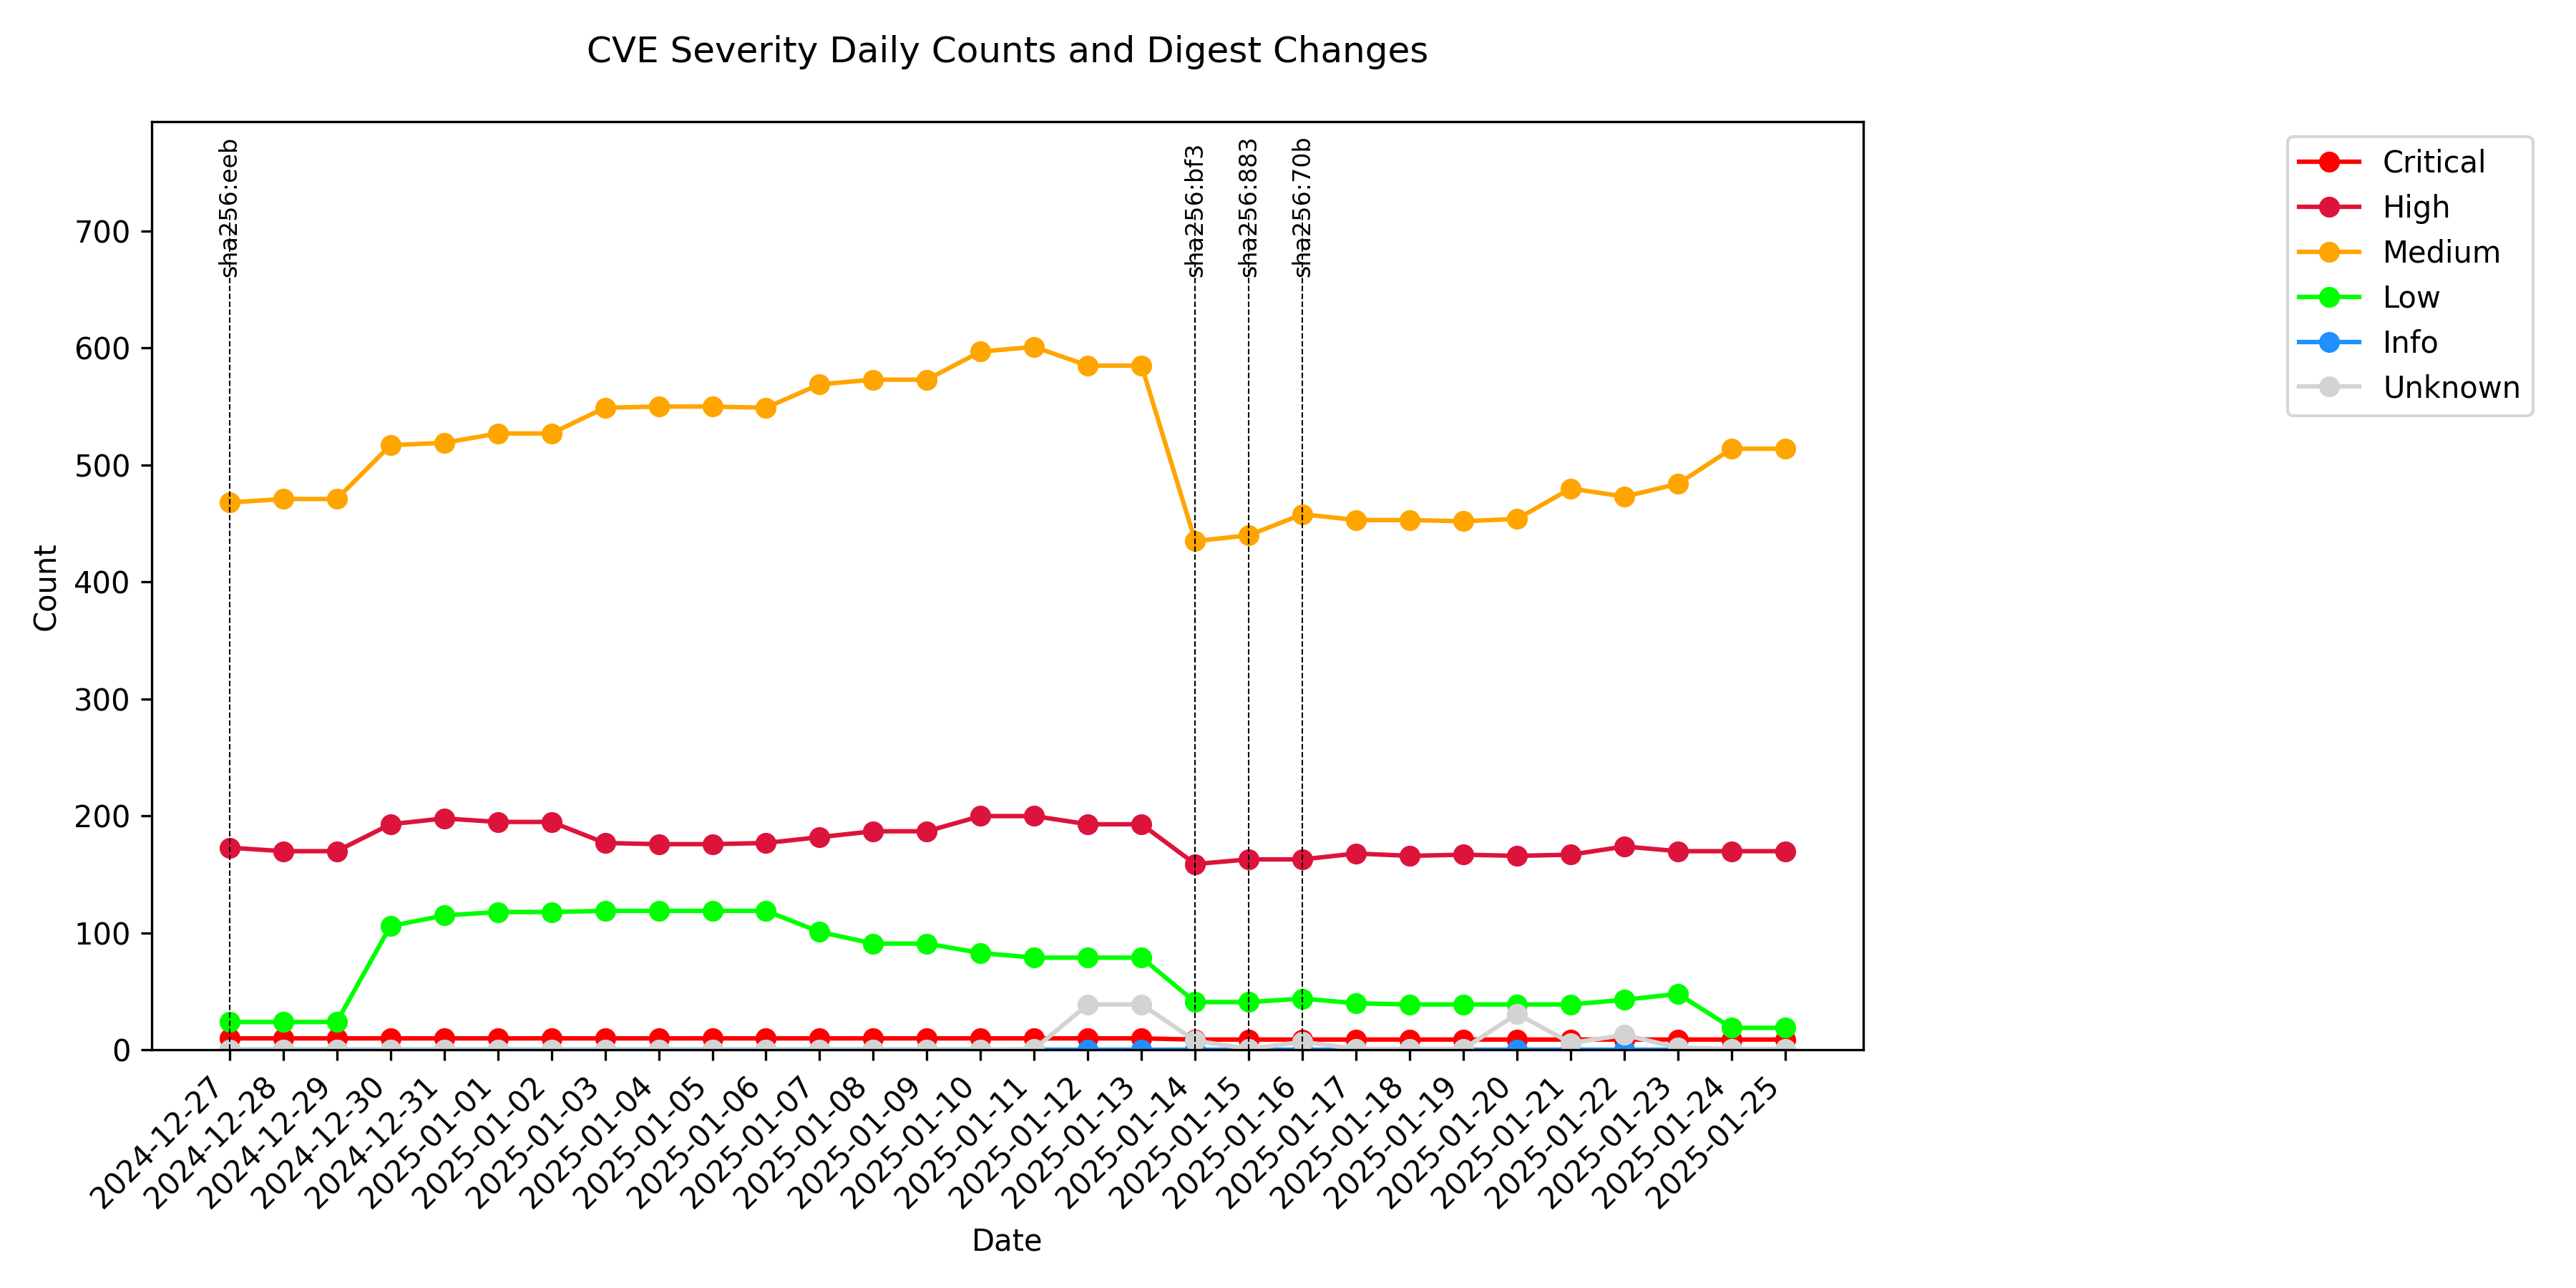 CVE Severity Daily Counts and Digest Changes
sha256:eeb
sha256:bf3
sha256:883
sha256:70b
Critical
High
Medium
Low
Info
Unknown
Count
700
600
500
400
300
200
100
0
2024-12-27
2024-12-28
2024-12-29
2024-12-30
2024-12-31
2025-01-01
2025-01-02
2025-01-03
2025-01-04
2025-01-05
2025-01-06
2025-01-07
2025-01-08
2025-01-09
2025-01-10
2025-01-11
2025-01-12
2025-01-13
2025-01-14
2025-01-15
2025-01-16
2025-01-17
2025-01-18
2025-01-19
2025-01-20
2025-01-21
2025-01-22
2025-01-23
2025-01-24
2025-01-25
Date